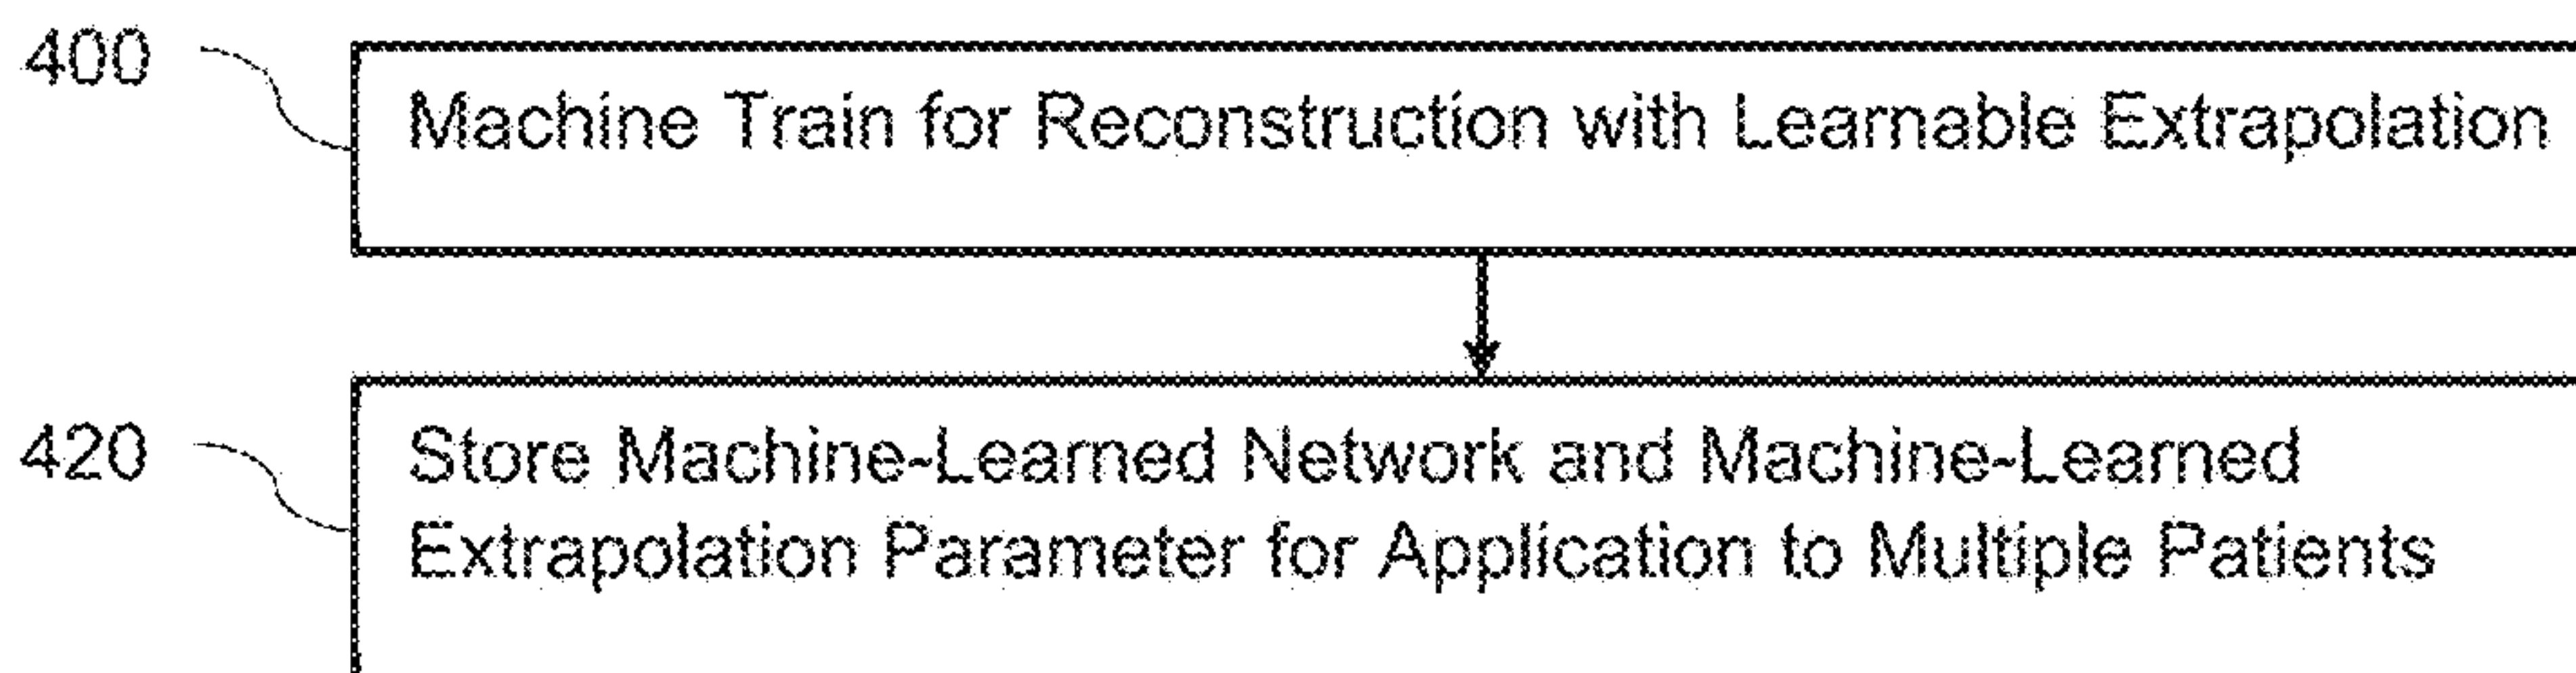 400
Machine Train for Reconstruction with Learnable Extrapolation
420
Store Machine-Learned Network and Machine-Learned
Extrapolation Parameter for Application to Multiple Patients